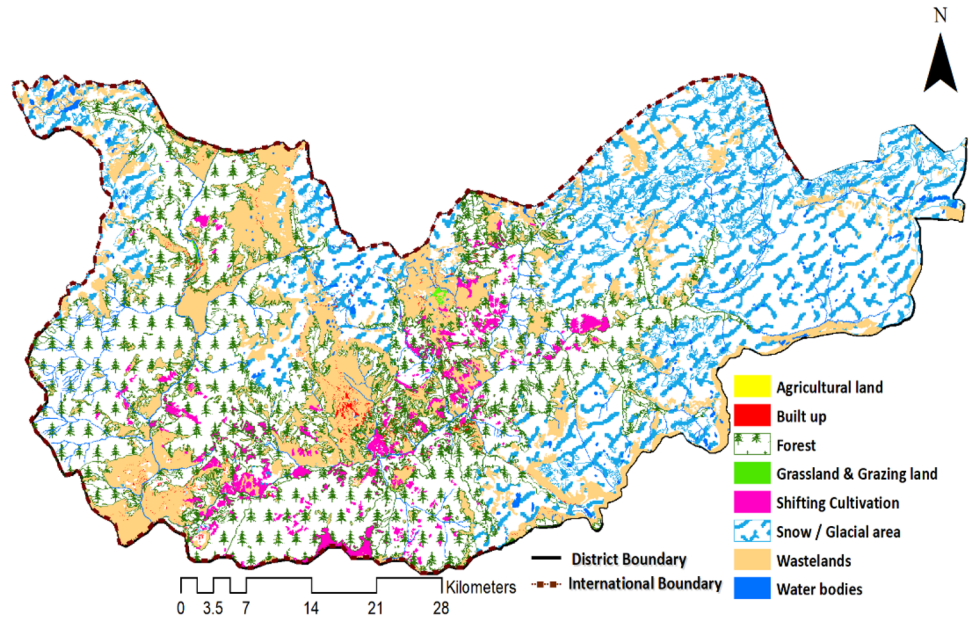 N
Agricultural land
Built up
Forest
Grassland & Grazing land
Shifting Cultivation
Snow / Glacial area
Wastelands
Water bodies
District Boundary
International Boundary
Kilometers
0 3.5 7 14 21 28